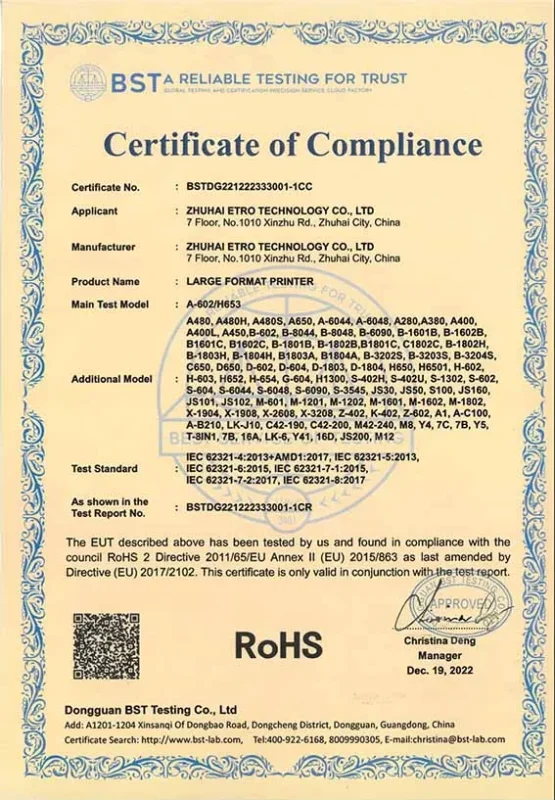 BST A RELIABLE TESTING FOR TRUST
GLOBAL TESTING AND CERTIFICATION PRECISION SERVICE CLOUD FACTORY
Certificate of Compliance
Certificate No. : BSTDG221222333001-1CC
Applicant : ZHUHAI ETRO TECHNOLOGY CO., LTD
7 Floor, No.1010 Xinzhu Rd., Zhuhai City, China
Manufacturer : ZHUHAI ETRO TECHNOLOGY CO., LTD
7 Floor, No.1010 Xinzhu Rd., Zhuhai City, China
Product Name : LARGE FORMAT PRINTER
Main Test Model : A-602/H653
A480, A480H, A480S, A650, A-6044, A-6048, A280,A380, A400,
A400L, A450,B-602, B-8044, B-8048, B-6090, B-1601B, B-1602B,
B1601C, B1602C, B-1801B, B-1802B,B1801C, C1802C, B-1802H,
B-1803H, B-1804H, B1803A, B1804A, B-3202S, B-3203S, B-3204S,
C650, D650, D-602, D-604, D-1803, D-1804, H650, H6501, H-602,
Additional Model : H-603, H652, H-654, G-604, H1300, S-402H, S-402U, S-1302, S-602,
S-604, S-6044, S-6048, S-6090, S-3545, JS30, JS50, S100, JS160,
JS101, JS102, M-601, M-1201, M-1202, M-1601, M-1602, M-1802,
X-1904, X-1908, X-2608, X-3208, Z-402, K-402, Z-602, A1, A-C100,
A-B210, LK-J10, C42-190, C42-200, M42-240, M8, Y4, 7C, 7B, Y5,
T-8IN1, 7B, 16A, LK-6, Y41, 16D, JS200, M12
IEC 62321-4:2013+AMD1:2017, IEC 62321-5:2013,
Test Standard : IEC 62321-6:2015, IEC 62321-7-1:2015,
IEC 62321-7-2:2017, IEC 62321-8:2017
As shown in the
Test Report No. : BSTDG221222333001-1CR
The EUT described above has been tested by us and found in compliance with the
council RoHS 2 Directive 2011/65/EU Annex II (EU) 2015/863 as last amended by
Directive (EU) 2017/2102. This certificate is only valid in conjunction with the test report.
APPROVED
RoHS
Christina Deng
Manager
Dec. 19, 2022
Dongguan BST Testing Co., Ltd
Add: A1201-1204 Xinsanqi Of Dongbao Road, Dongcheng District, Dongguan, Guangdong, China
Certificate Search: http://www.bst-lab.com, Tel:400-922-6168, 8009990305, E-mail:christina@bst-lab.com